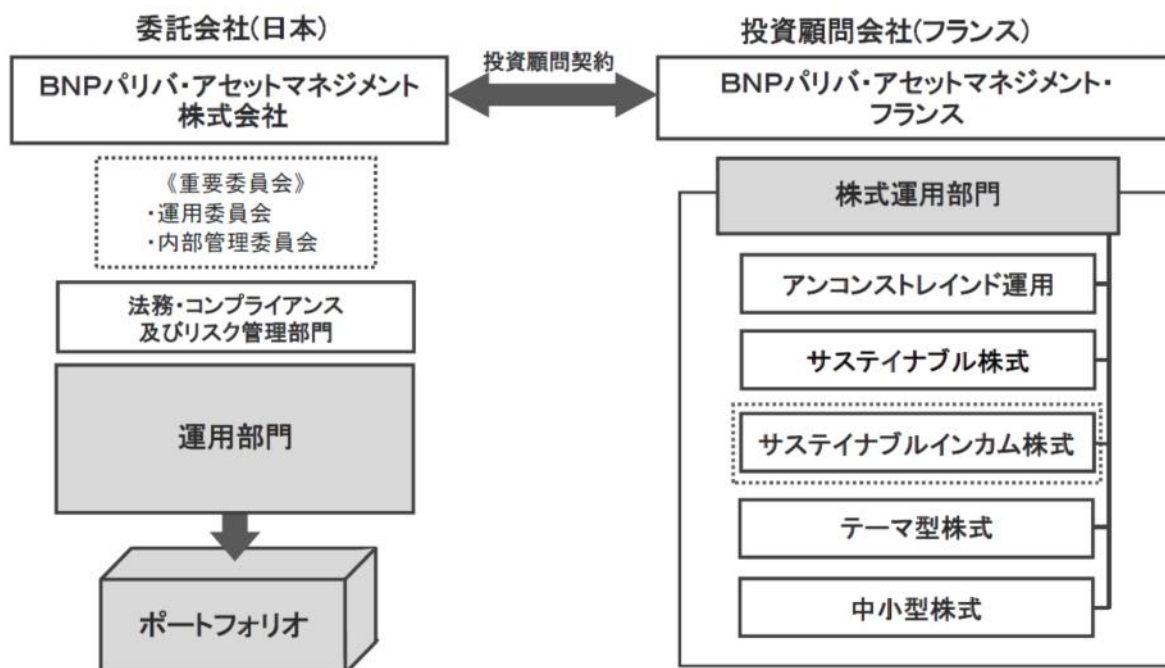 委託会社(日本)
BNPパリバ・アセットマネジメント
株式会社
《重要委員会》
・運用委員会
・内部管理委員会
法務・コンプライアンス
及びリスク管理部門
運用部門
ポートフォリオ
投資顧問契約
投資顧問会社(フランス)
BNPパリバ・アセットマネジメント・
フランス
株式運用部門
アンコンストレインド運用
サステイナブル株式
サステイナブルインカム株式
テーマ型株式
中小型株式